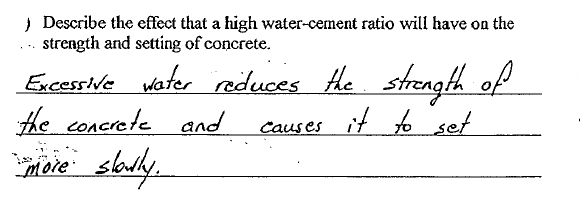 ) Describe the effect that a high water-cement ratio will have on the
strength and setting of concrete.
Excessive water reduces the strength of
the concrete and causes it to set
more slowly.